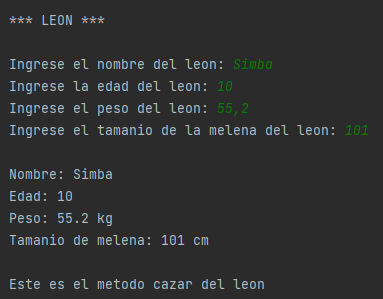 *** LEON ***
Ingrese el nombre del leon: Simba
Ingrese la edad del leon: 10
Ingrese el peso del leon: 55,2
Ingrese el tamanio de la melena del leon: 101
Nombre: Simba
Edad: 10
Peso: 55.2 kg
Tamanio de melena: 101 cm
Este es el metodo cazar del leon